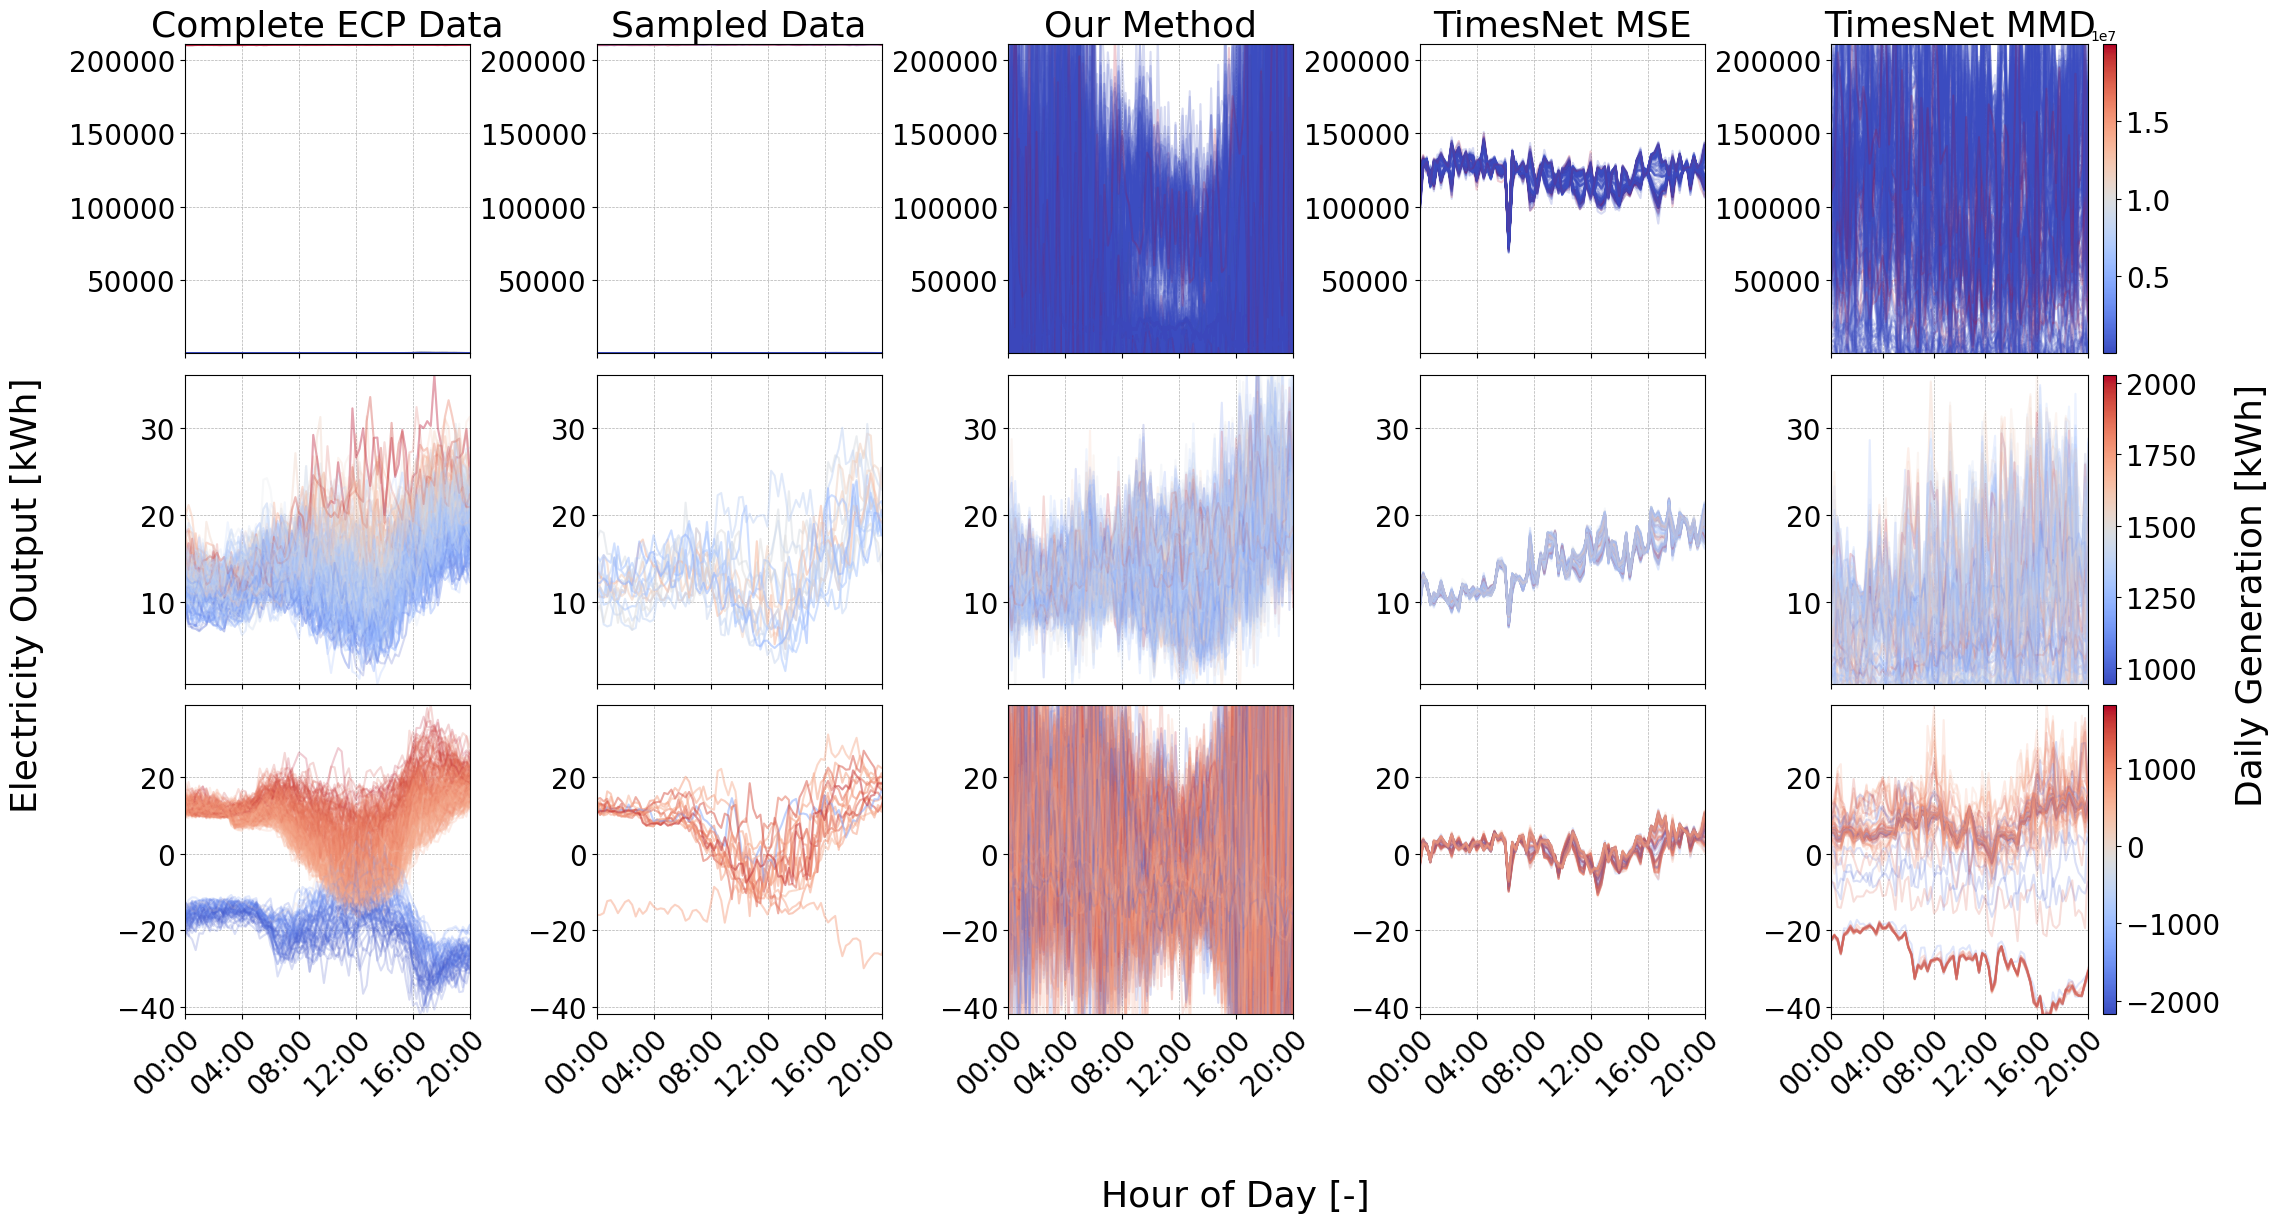 Complete ECP Data Sampled Data Our Method TimesNet MSE TimesNet MMD
1e7
200000 200000 200000 200000 200000
150000 150000 150000 150000 150000 1.5
100000 100000 100000 100000 100000 1.0
50000 50000 50000 50000 50000 0.5
Electricity Output [kWh]
Daily Generation [kWh]
2000
30 30 30 30 30 1750
20 20 20 20 20 1500
1250
10 10 10 10 10
1000
20 20 20 20 20 1000
0 0 0 0 0 0
−20 −20 −20 −20 −20 −1000
−40 −40 −40 −40 −40 −2000
00:00 04:00 08:00 12:00 16:00 20:00 00:00 04:00 08:00 12:00 16:00 20:00 00:00 04:00 08:00 12:00 16:00 20:00 00:00 04:00 08:00 12:00 16:00 20:00 00:00 04:00 08:00 12:00 16:00 20:00
Hour of Day [-]